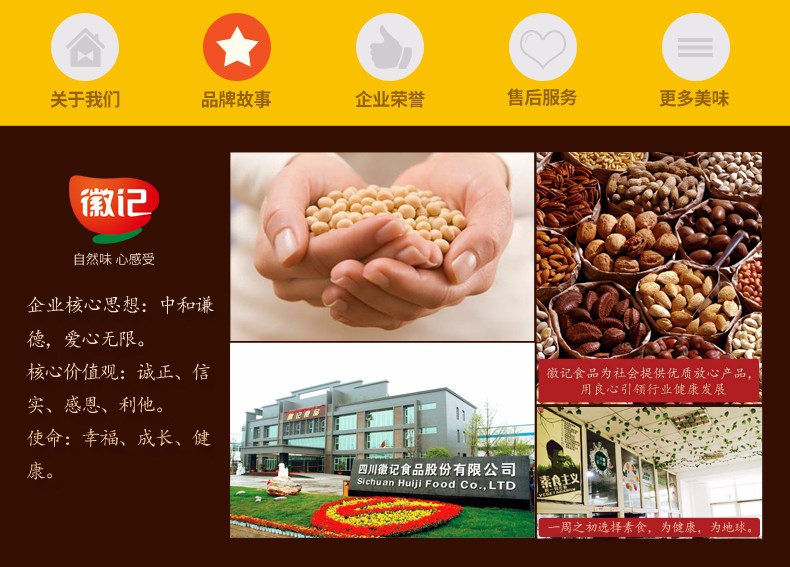 关于我们
品牌故事
企业荣誉
售后服务
更多美味
徽记
自然味 心感受
企业核心思想：中和谦
德，爱心无限。
核心价值观：诚正、信
实、感恩、利他。
使命：幸福、成长、健
康。
徽记食品
四川徽记食品股份有限公司
Sichuan Huiji Food Co.,LTD
徽记食品为社会提供优质放心产品，
用良心引领行业健康发展
素食主义
一周之初选择素食，为健康，为地球。